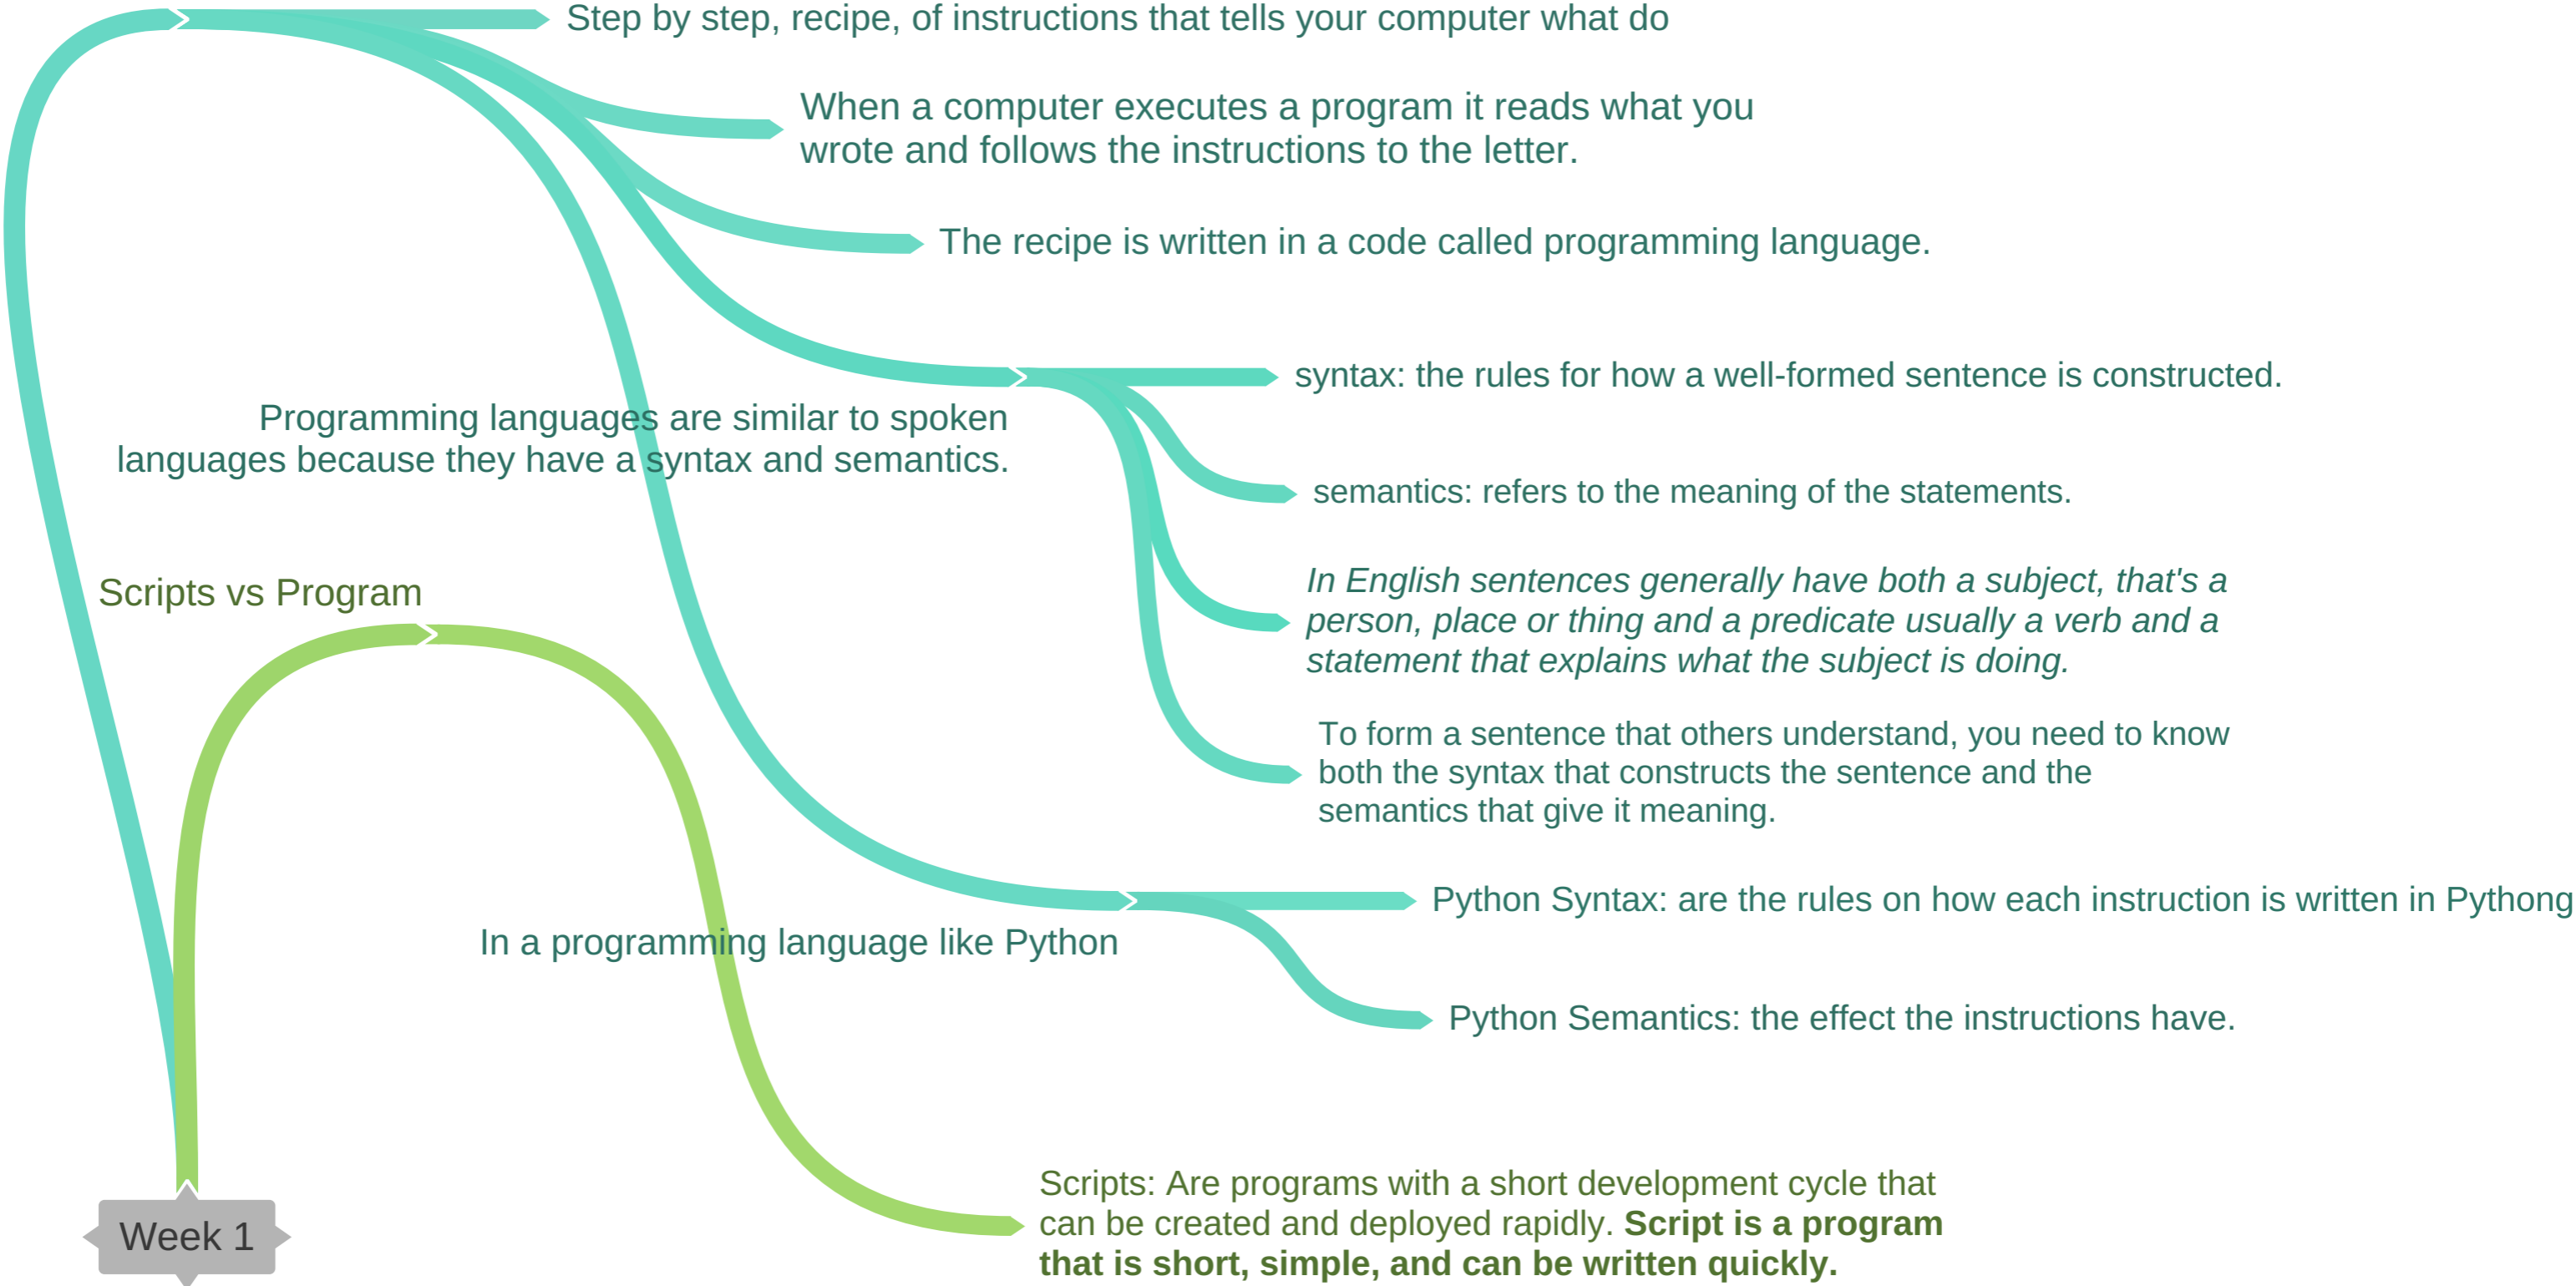 Step by step, recipe, of instructions that tells your computer what do
When a computer executes a program it reads what you
wrote and follows the instructions to the letter.
The recipe is written in a code called programming language.
Programming languages are similar to spoken
languages because they have a syntax and semantics.
syntax: the rules for how a well-formed sentence is constructed.
semantics: refers to the meaning of the statements.
In English sentences generally have both a subject, that's a
person, place or thing and a predicate usually a verb and a
statement that explains what the subject is doing.
To form a sentence that others understand, you need to know
both the syntax that constructs the sentence and the
semantics that give it meaning.
In a programming language like Python
Python Syntax: are the rules on how each instruction is written in Pythong
Python Semantics: the effect the instructions have.
Scripts vs Program
Scripts: Are programs with a short development cycle that
can be created and deployed rapidly. Script is a program
that is short, simple, and can be written quickly.
Week 1